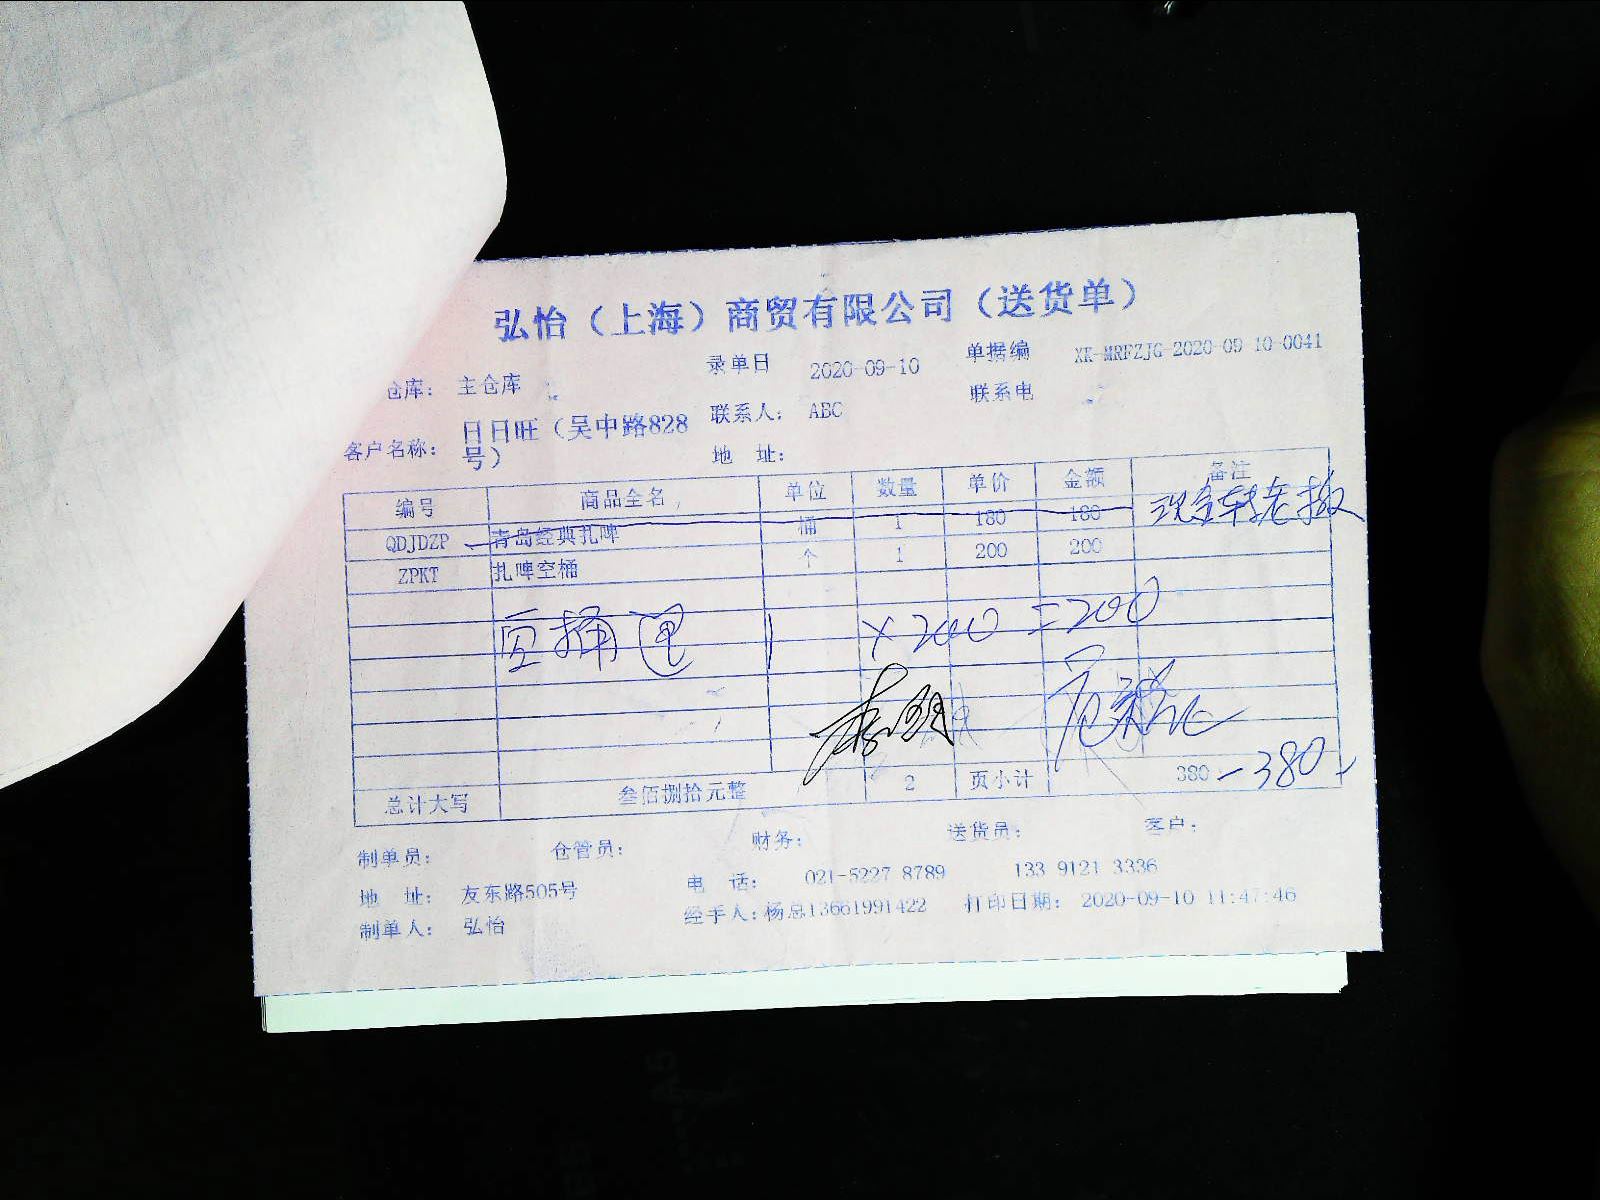 弘怡（上海）商贸有限公司（送货单）
仓库： 主仓库 录单日 2020-09-10 单据编 XK-MRFZJG-2020-09-10-0041
客户名称： 日日旺（吴中路828号） 联系人： ABC 联系电
地 址：
编号 商品全名 单位 数量 单价 金额 备注
QDJDZP 青岛经典扎啤 桶 1 180 180 现金转老板
ZPKT 扎啤空桶 个 1 200 200
空桶退 1 × 200 = 200
总计大写 叁佰捌拾元整 2 页小计 380 -380
制单员： 仓管员： 财务： 送货员： 客户：
地 址： 友东路505号 电 话： 021-5227 8789 133 9121 3336
制单人： 弘怡 经手人：杨总13661991422 打印日期： 2020-09-10 11:47:46